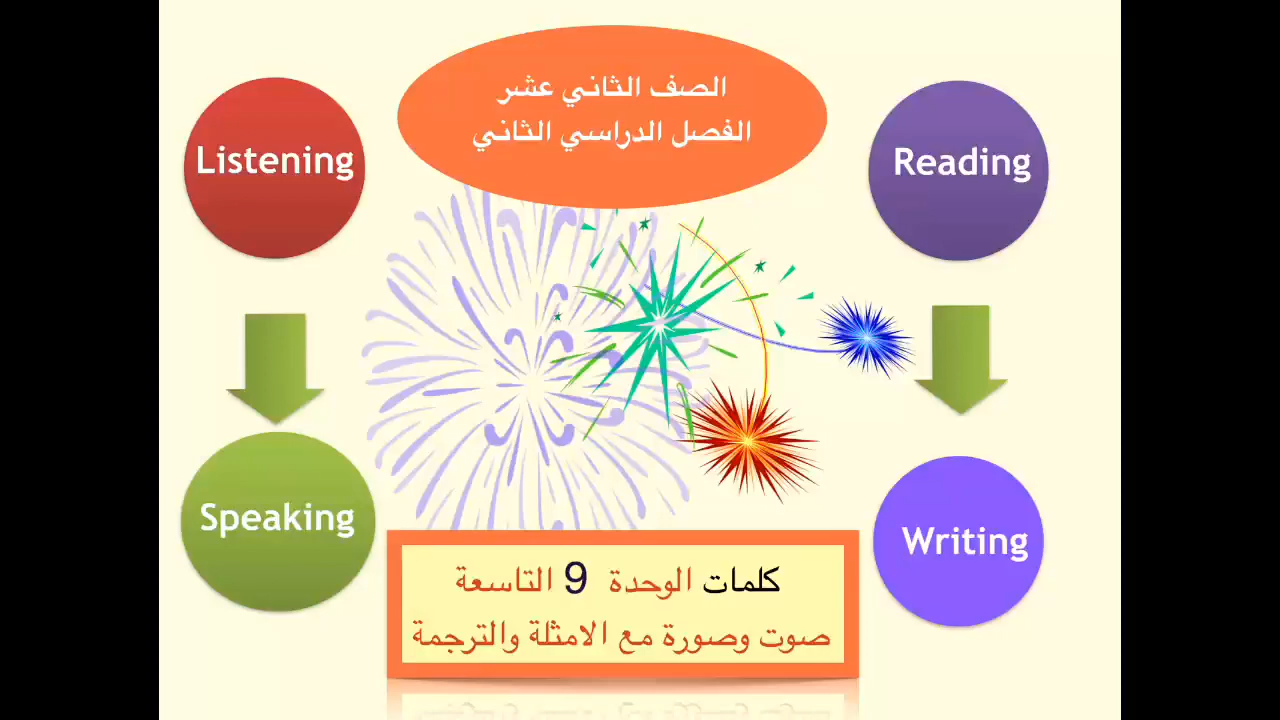 الصف الثاني عشر
الفصل الدراسي الثاني
Listening
Reading
Speaking
Writing
كلمات الوحدة 9 التاسعة
صوت وصورة مع الامثلة والترجمة